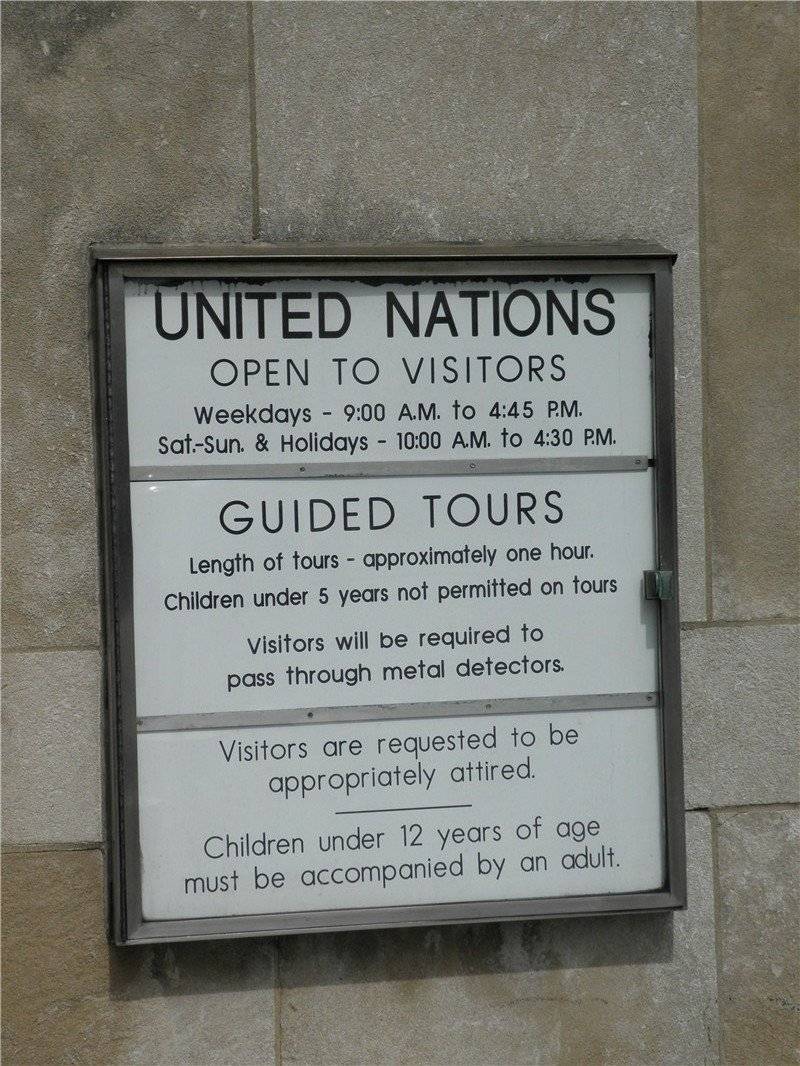 UNITED NATIONS
OPEN TO VISITORS
Weekdays - 9:00 A.M. to 4:45 P.M.
Sat.-Sun. & Holidays - 10:00 A.M. to 4:30 P.M.
GUIDED TOURS
Length of tours - approximately one hour.
Children under 5 years not permitted on tours
Visitors will be required to
pass through metal detectors.
Visitors are requested to be
appropriately attired.
Children under 12 years of age
must be accompanied by an adult.